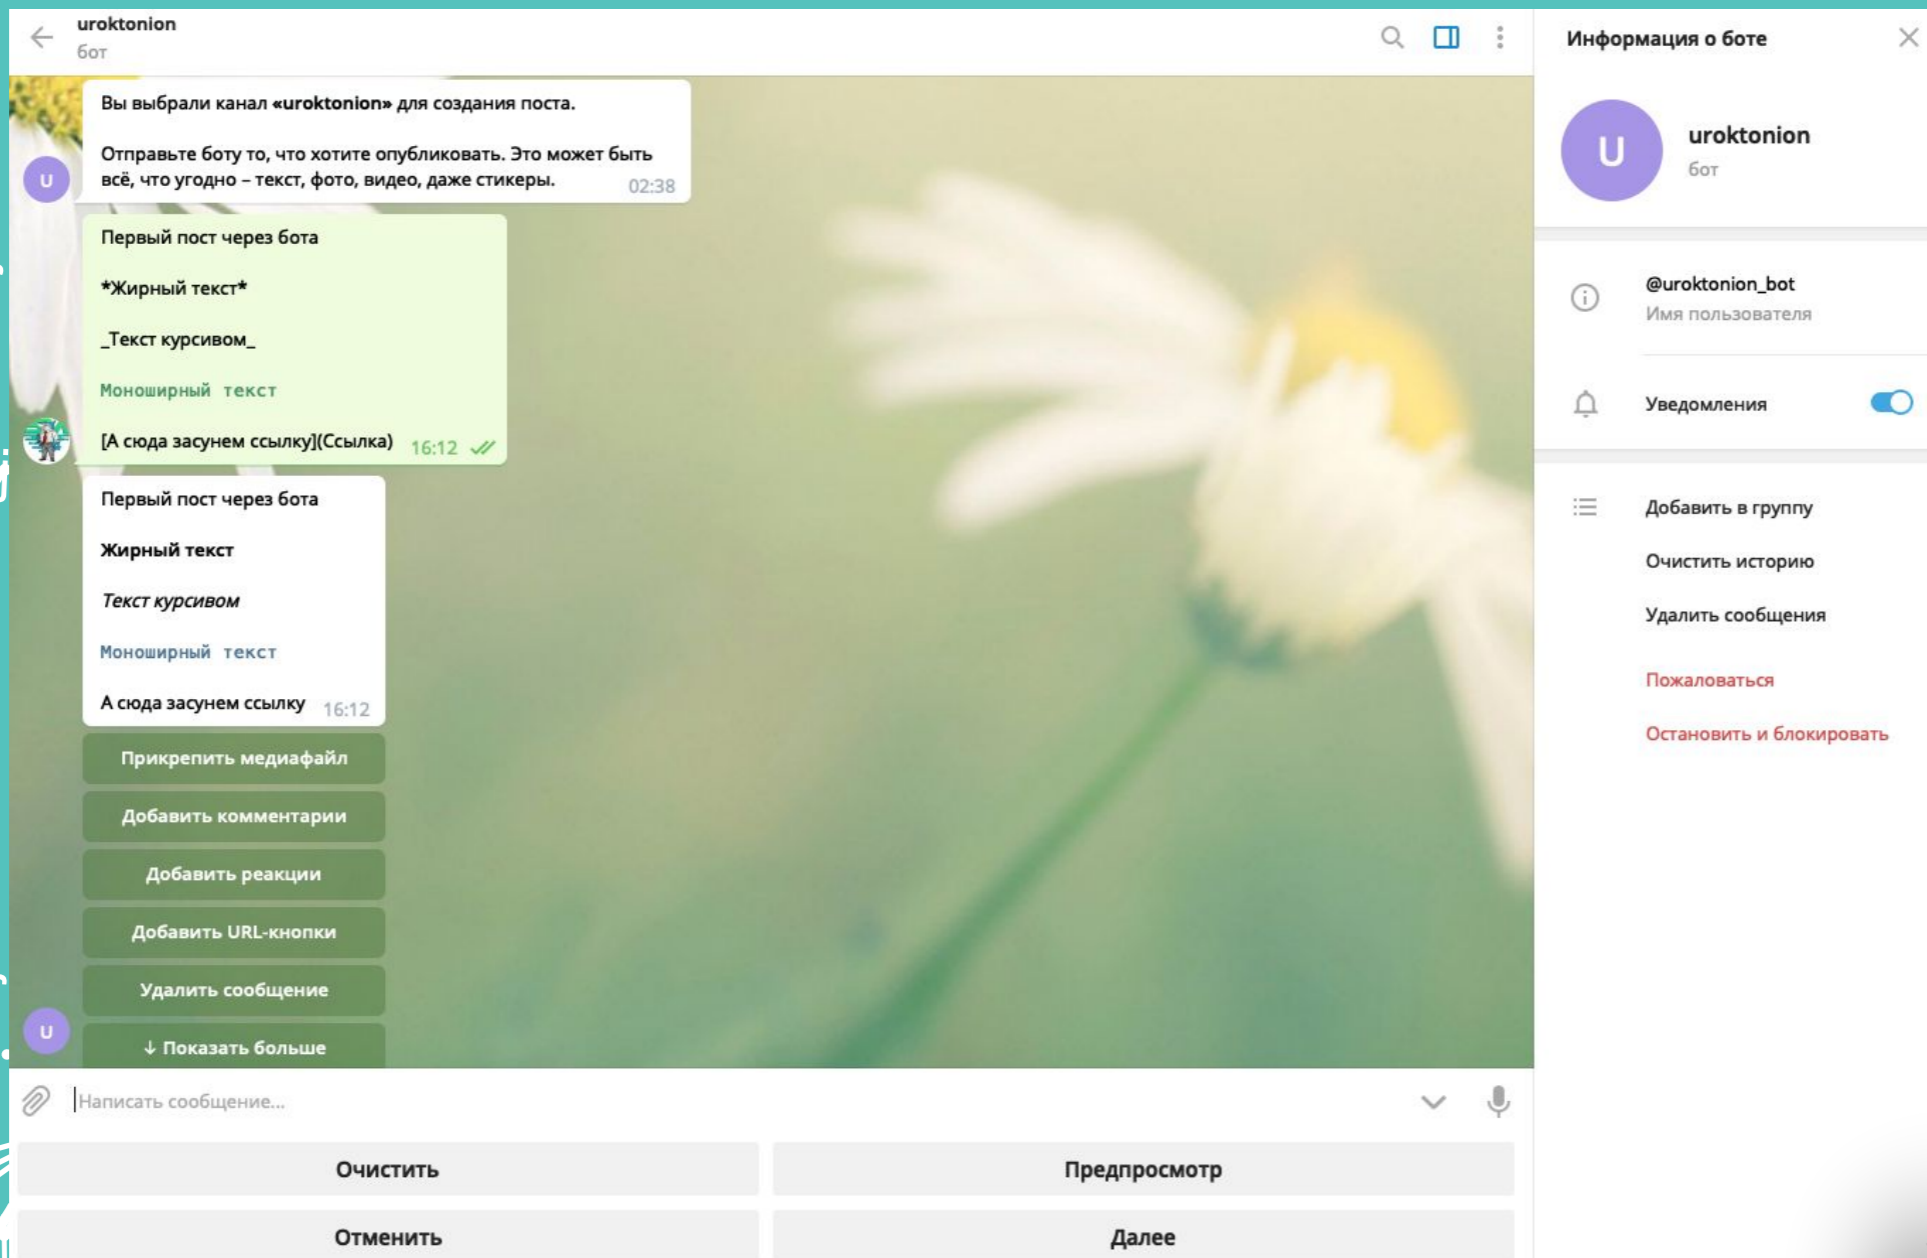 uroktonion
бот
Вы выбрали канал «uroktonion» для создания поста.
Отправьте боту то, что хотите опубликовать. Это может быть
всё, что угодно – текст, фото, видео, даже стикеры.
02:38
U
Первый пост через бота
*Жирный текст*
_Текст курсивом_
Моноширный текст
[А сюда засунем ссылку](Ссылка)
16:12
Первый пост через бота
Жирный текст
Текст курсивом
Моноширный текст
А сюда засунем ссылку
16:12
Прикрепить медиафайл
Добавить комментарии
Добавить реакции
Добавить URL-кнопки
Удалить сообщение
↓ Показать больше
U
Написать сообщение...
Очистить
Предпросмотр
Отменить
Далее
Информация о боте
U
uroktonion
бот
@uroktonion_bot
Имя пользователя
Уведомления
Добавить в группу
Очистить историю
Удалить сообщения
Пожаловаться
Остановить и блокировать